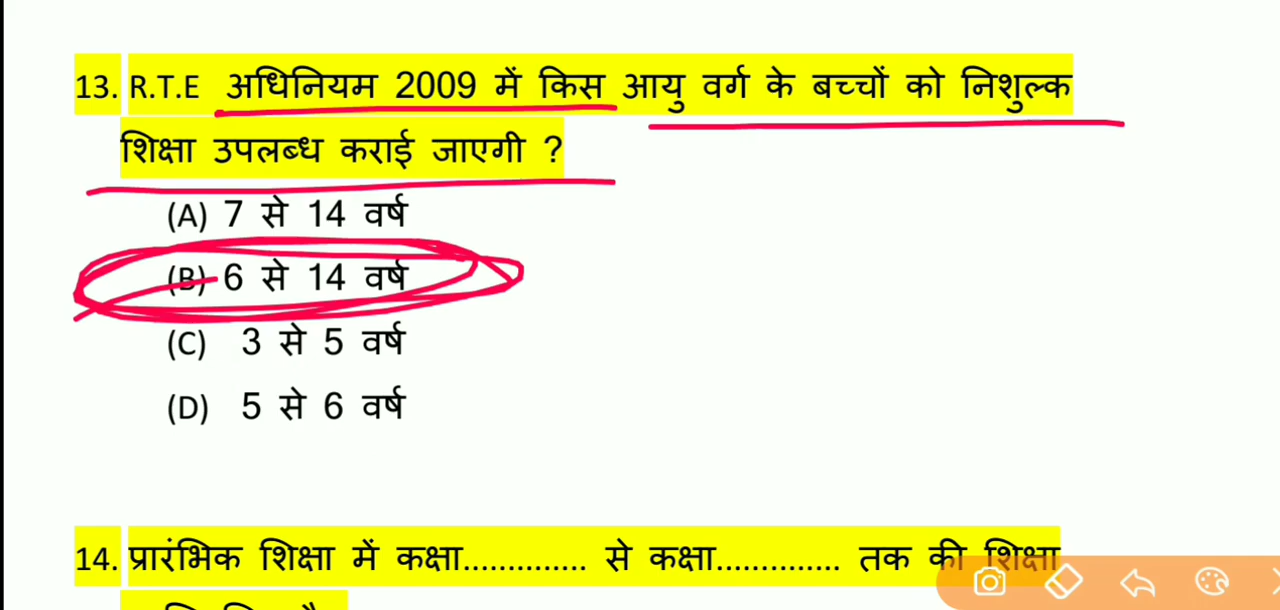 13. R.T.E अधिनियम 2009 में किस आयु वर्ग के बच्चों को निशुल्क
शिक्षा उपलब्ध कराई जाएगी ?
(A) 7 से 14 वर्ष
(B) 6 से 14 वर्ष
(C) 3 से 5 वर्ष
(D) 5 से 6 वर्ष
14. प्रारंभिक शिक्षा में कक्षा.............. से कक्षा.............. तक की शिक्षा